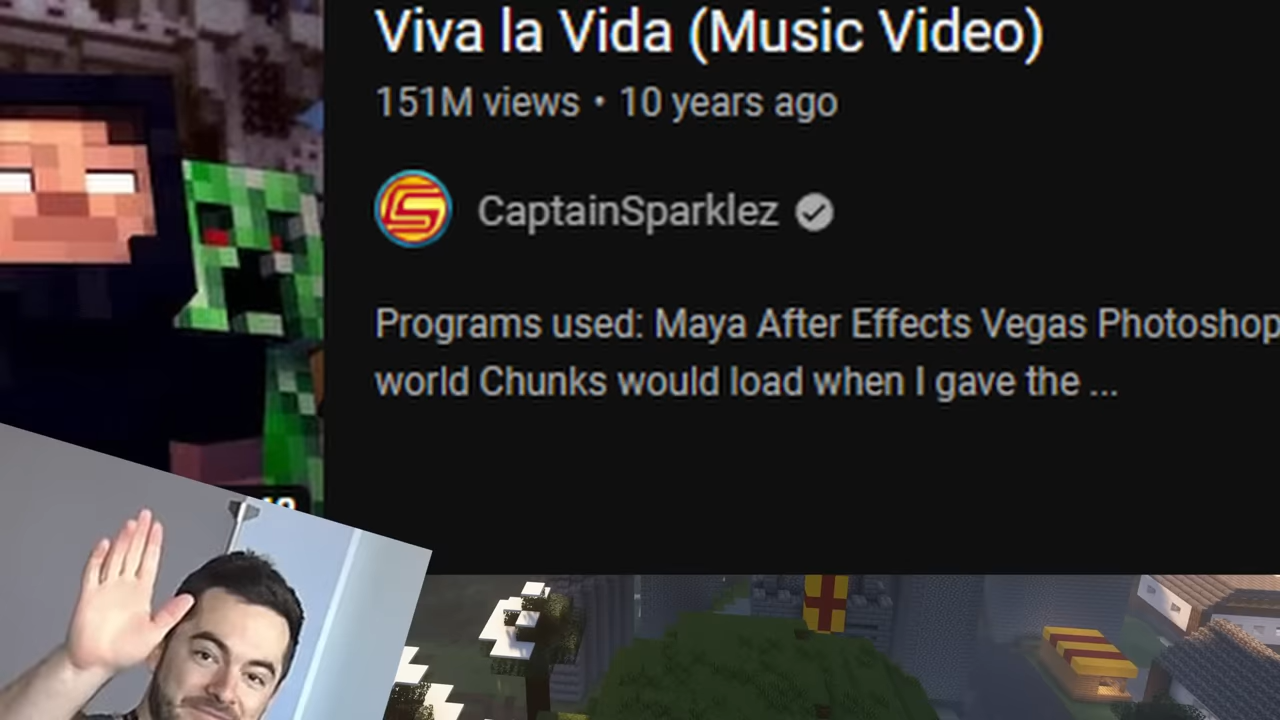 Viva la Vida (Music Video)
151M views • 10 years ago
CaptainSparklez
Programs used: Maya After Effects Vegas Photoshop
world Chunks would load when I gave the ...